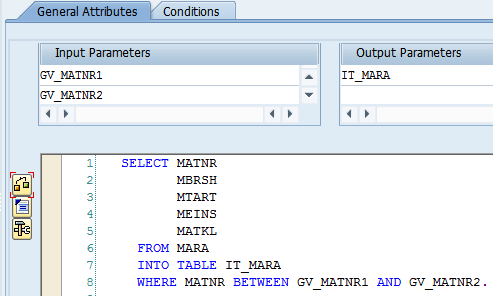 General Attributes Conditions
Input Parameters Output Parameters
GV_MATNR1 IT_MARA
GV_MATNR2
1 SELECT MATNR
2 MBRSH
3 MTART
4 MEINS
5 MATKL
6 FROM MARA
7 INTO TABLE IT_MARA
8 WHERE MATNR BETWEEN GV_MATNR1 AND GV_MATNR2.